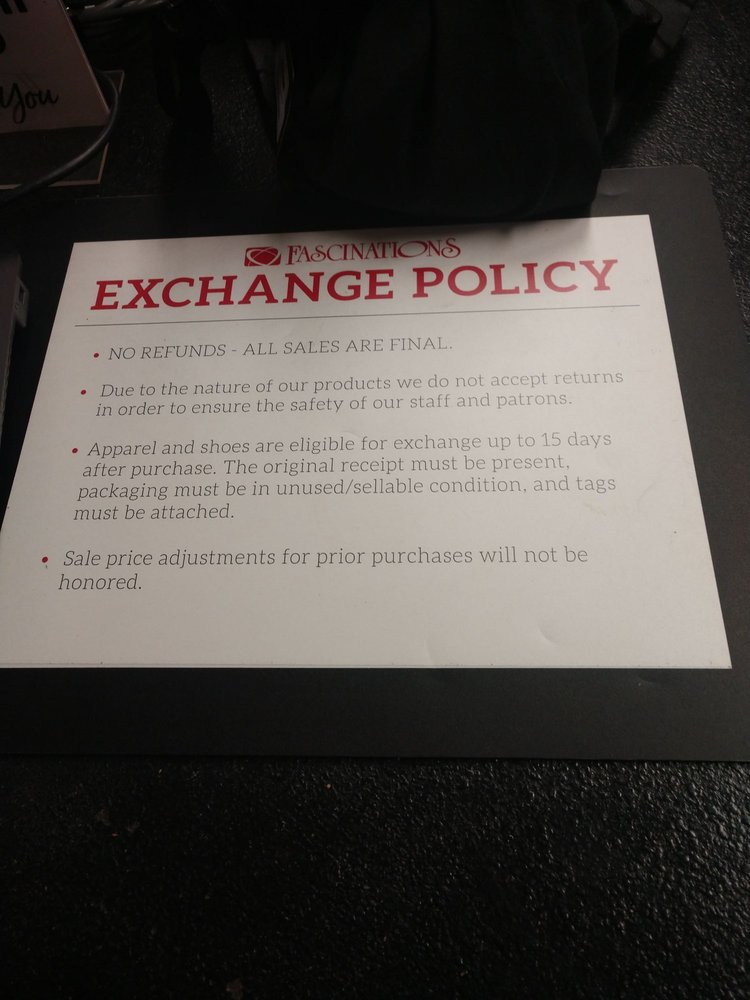 You
FASCINATIONS
EXCHANGE POLICY
• NO REFUNDS - ALL SALES ARE FINAL.
• Due to the nature of our products we do not accept returns
in order to ensure the safety of our staff and patrons.
• Apparel and shoes are eligible for exchange up to 15 days
after purchase. The original receipt must be present,
packaging must be in unused/sellable condition, and tags
must be attached.
• Sale price adjustments for prior purchases will not be
honored.